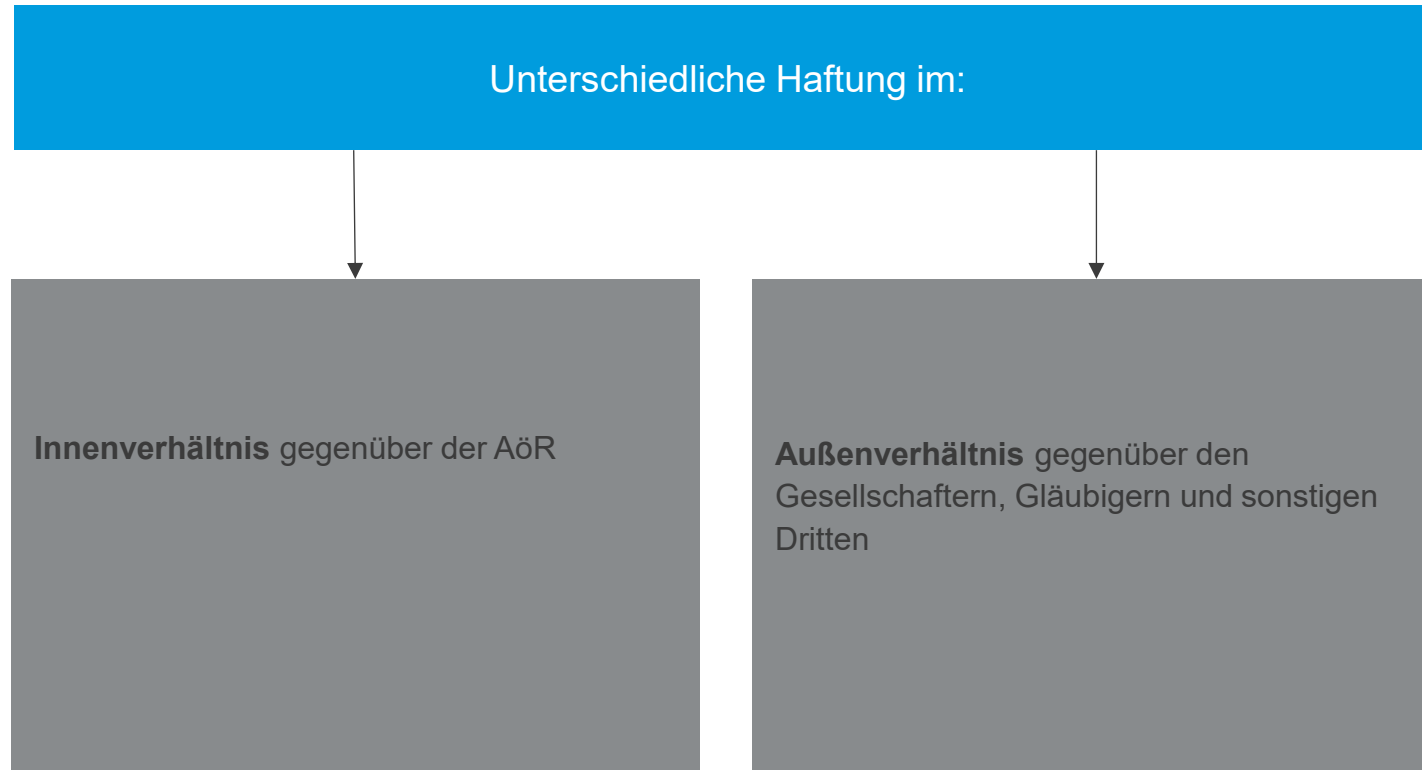 Unterschiedliche Haftung im:
Innenverhältnis gegenüber der AöR
Außenverhältnis gegenüber den
Gesellschaftern, Gläubigern und sonstigen
Dritten